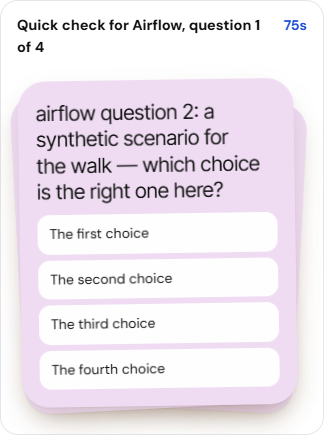 Quick check for Airflow, question 1
of 4
75s
airflow question 2: a
synthetic scenario for
the walk — which choice
is the right one here?
The first choice
The second choice
The third choice
The fourth choice